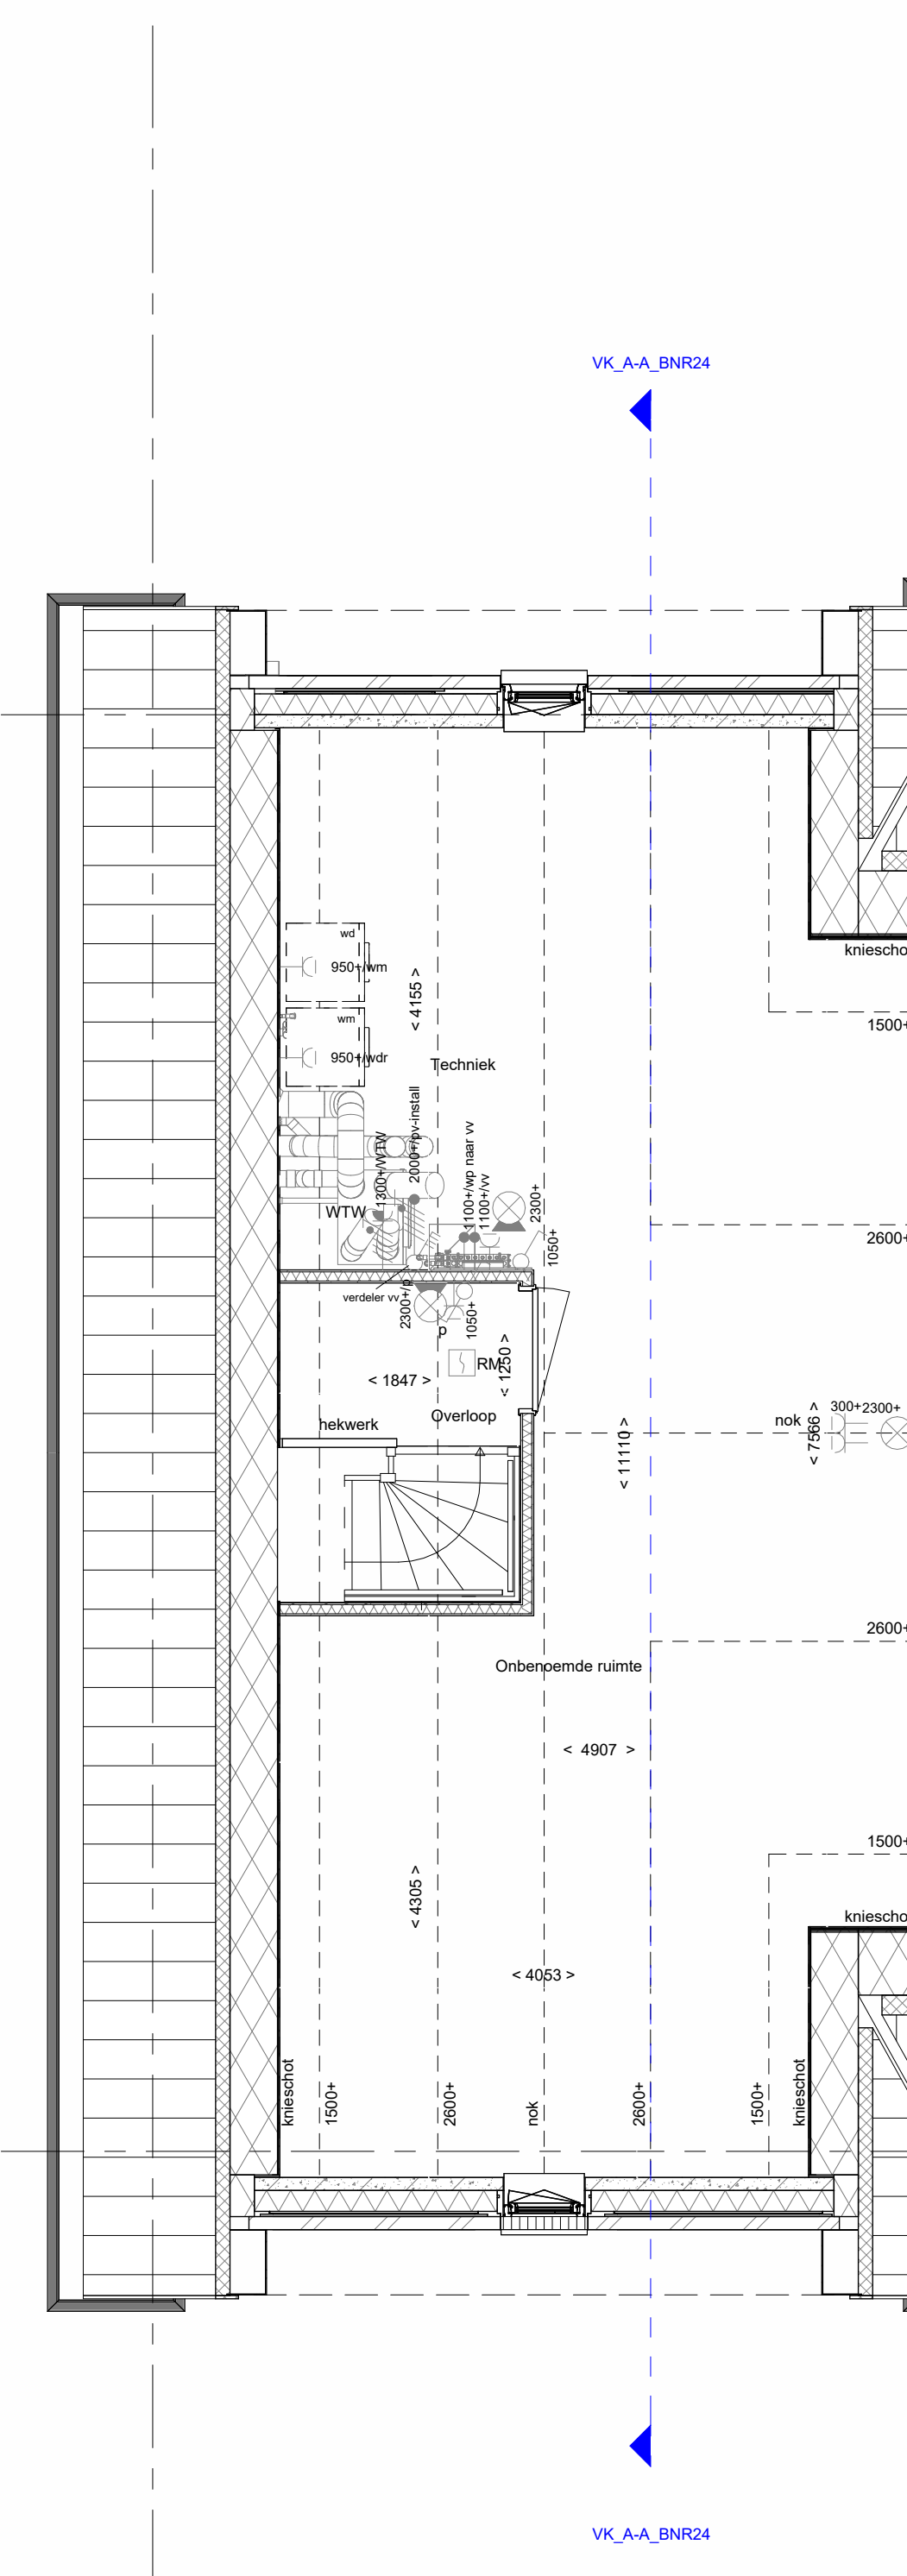 VK_A-A_BNR24
wd
950+/wm
wm
950+/wdr
< 4155 >
Techniek
kniescho
1500+
1300+/WTW
2000+/pv-install
1100+/wp naar vv
1100+/vv
WTW
2300+
1050+
2600+
verdeler vv
2300+/p
1050+
p
RM
< 1250 >
< 1847 >
Overloop
hekwerk
< 11110 >
nok
< 7566 >
300+
2300+
2600+
Onbenoemde ruimte
< 4907 >
1500+
< 4305 >
kniescho
< 4053 >
knieschot
1500+
2600+
nok
2600+
1500+
knieschot
VK_A-A_BNR24